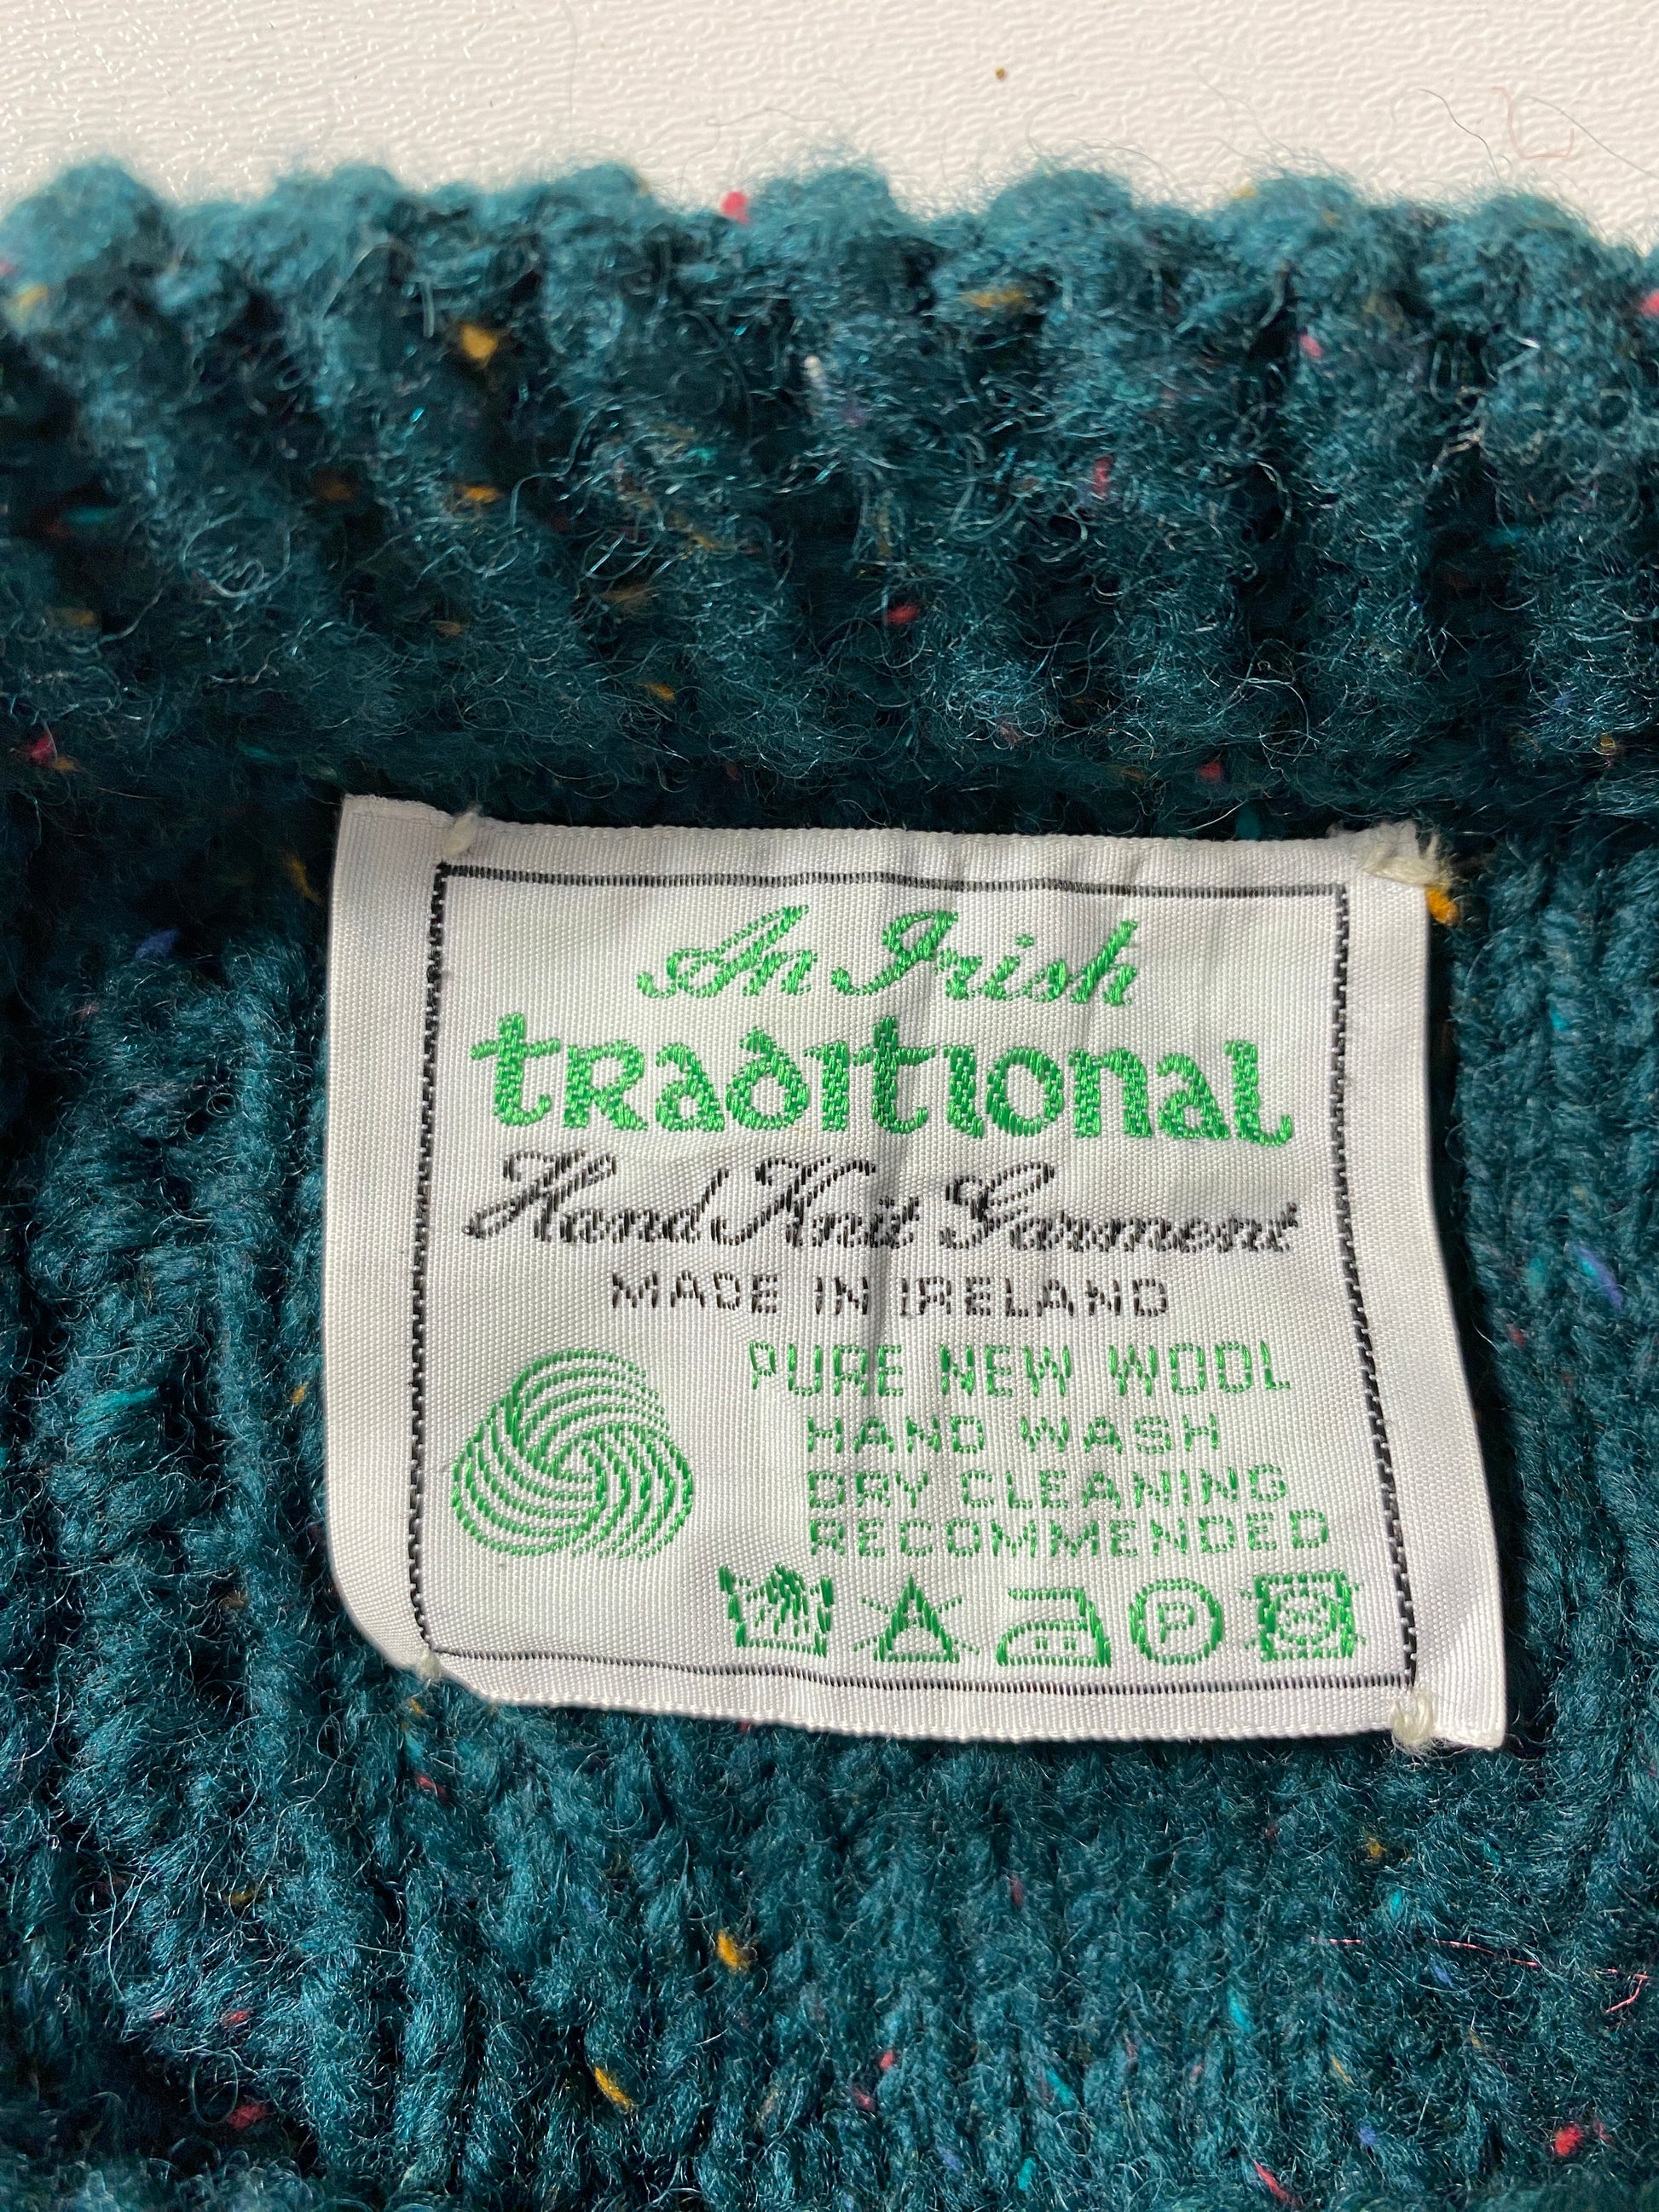 An Irish
traditional
Hand Knit Garment
MADE IN IRELAND
PURE NEW WOOL
HAND WASH
DRY CLEANING
RECOMMENDED
P